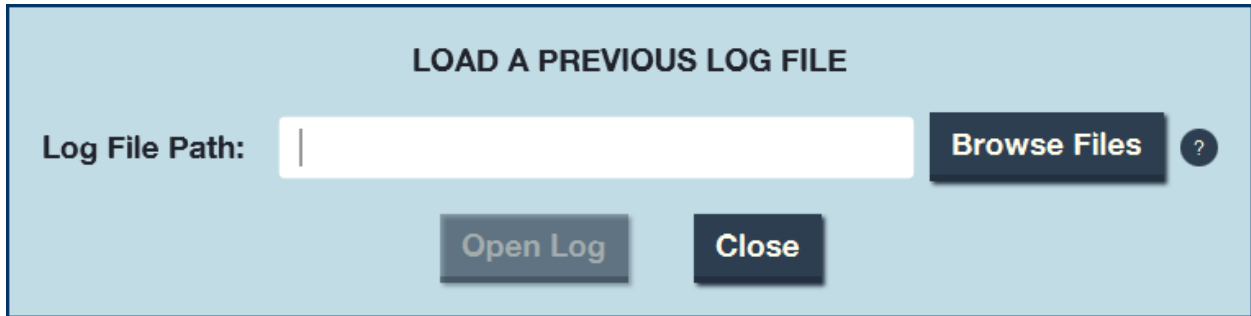 LOAD A PREVIOUS LOG FILE
Log File Path:
Browse Files
?
Open Log
Close